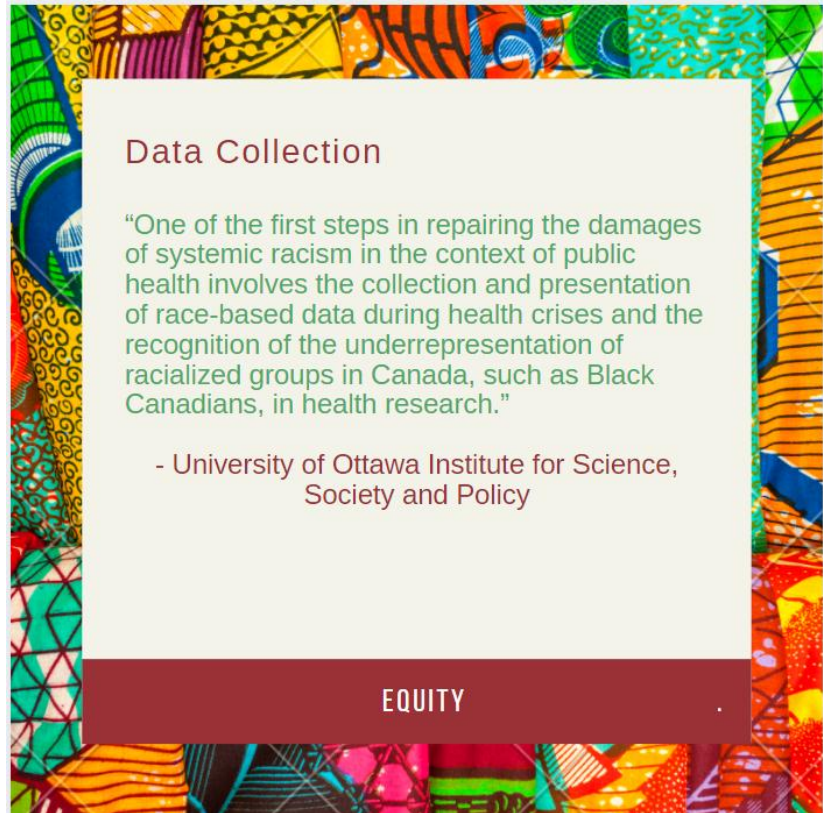 Data Collection
“One of the first steps in repairing the damages
of systemic racism in the context of public
health involves the collection and presentation
of race-based data during health crises and the
recognition of the underrepresentation of
racialized groups in Canada, such as Black
Canadians, in health research.”
- University of Ottawa Institute for Science,
Society and Policy
EQUITY .